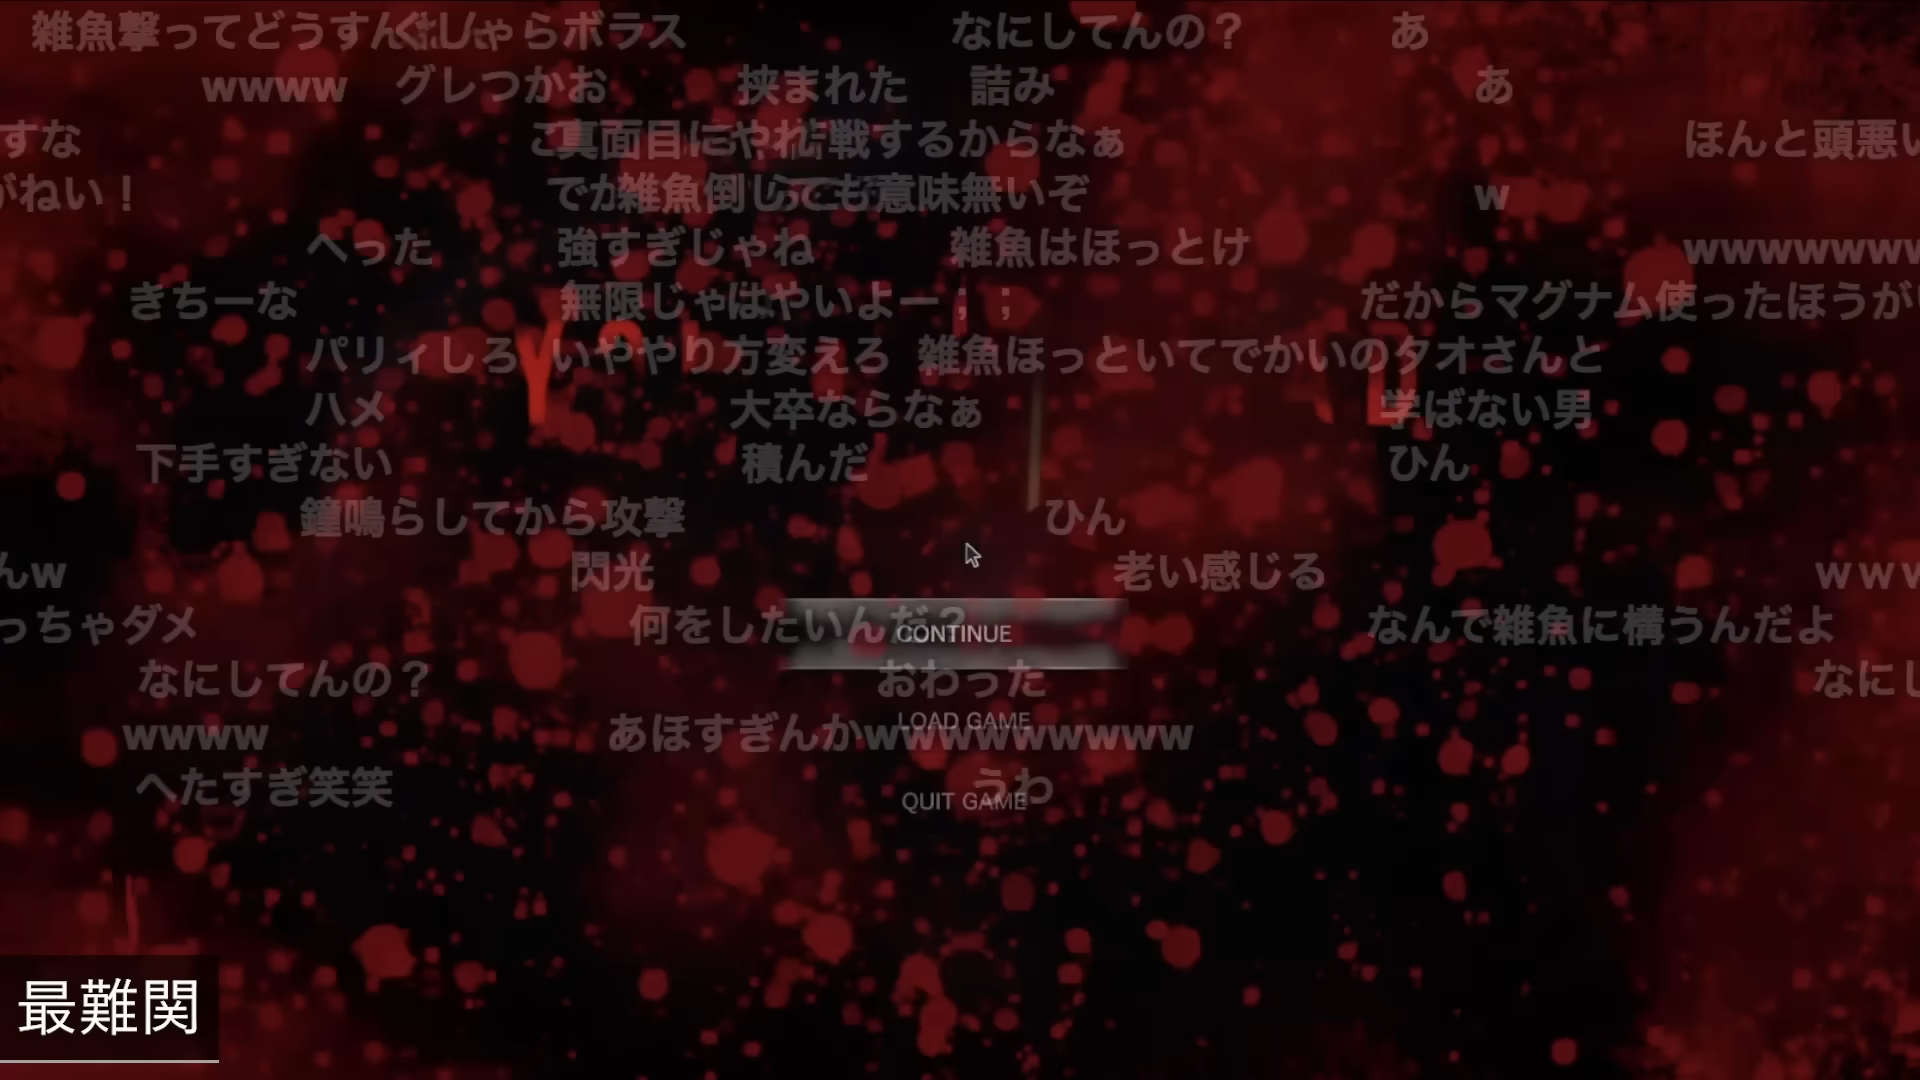 雑魚撃ってどうすん
しゃらボラス
なにしてんの？
あ
wwww
グレつかお
挟まれた
詰み
あ
すな
真面目にやれ
戦するからなぁ
ほんと頭悪い
がねい！
でか
雑魚倒しても意味無いぞ
w
へった
強すぎじゃね
雑魚はほっとけ
wwwwwww
きちーな
無限じゃ
はやいよー；；
だからマグナム使ったほうが
パリィしろ
いややり方変えろ
雑魚ほっといてでかいの
タオさんと
ハメ
大卒ならなぁ
学ばない男
下手すぎない
積んだ
ひん
鐘鳴らしてから攻撃
ひん
んw
閃光
老い感じる
ｗｗｗ
っちゃダメ
何をしたいんだ？
CONTINUE
なんで雑魚に構うんだよ
なにしてんの？
おわった
なにし
wwww
あほすぎんかwwwwwwwww
LOAD GAME
へたすぎ笑笑
うわ
QUIT GAME
最難関